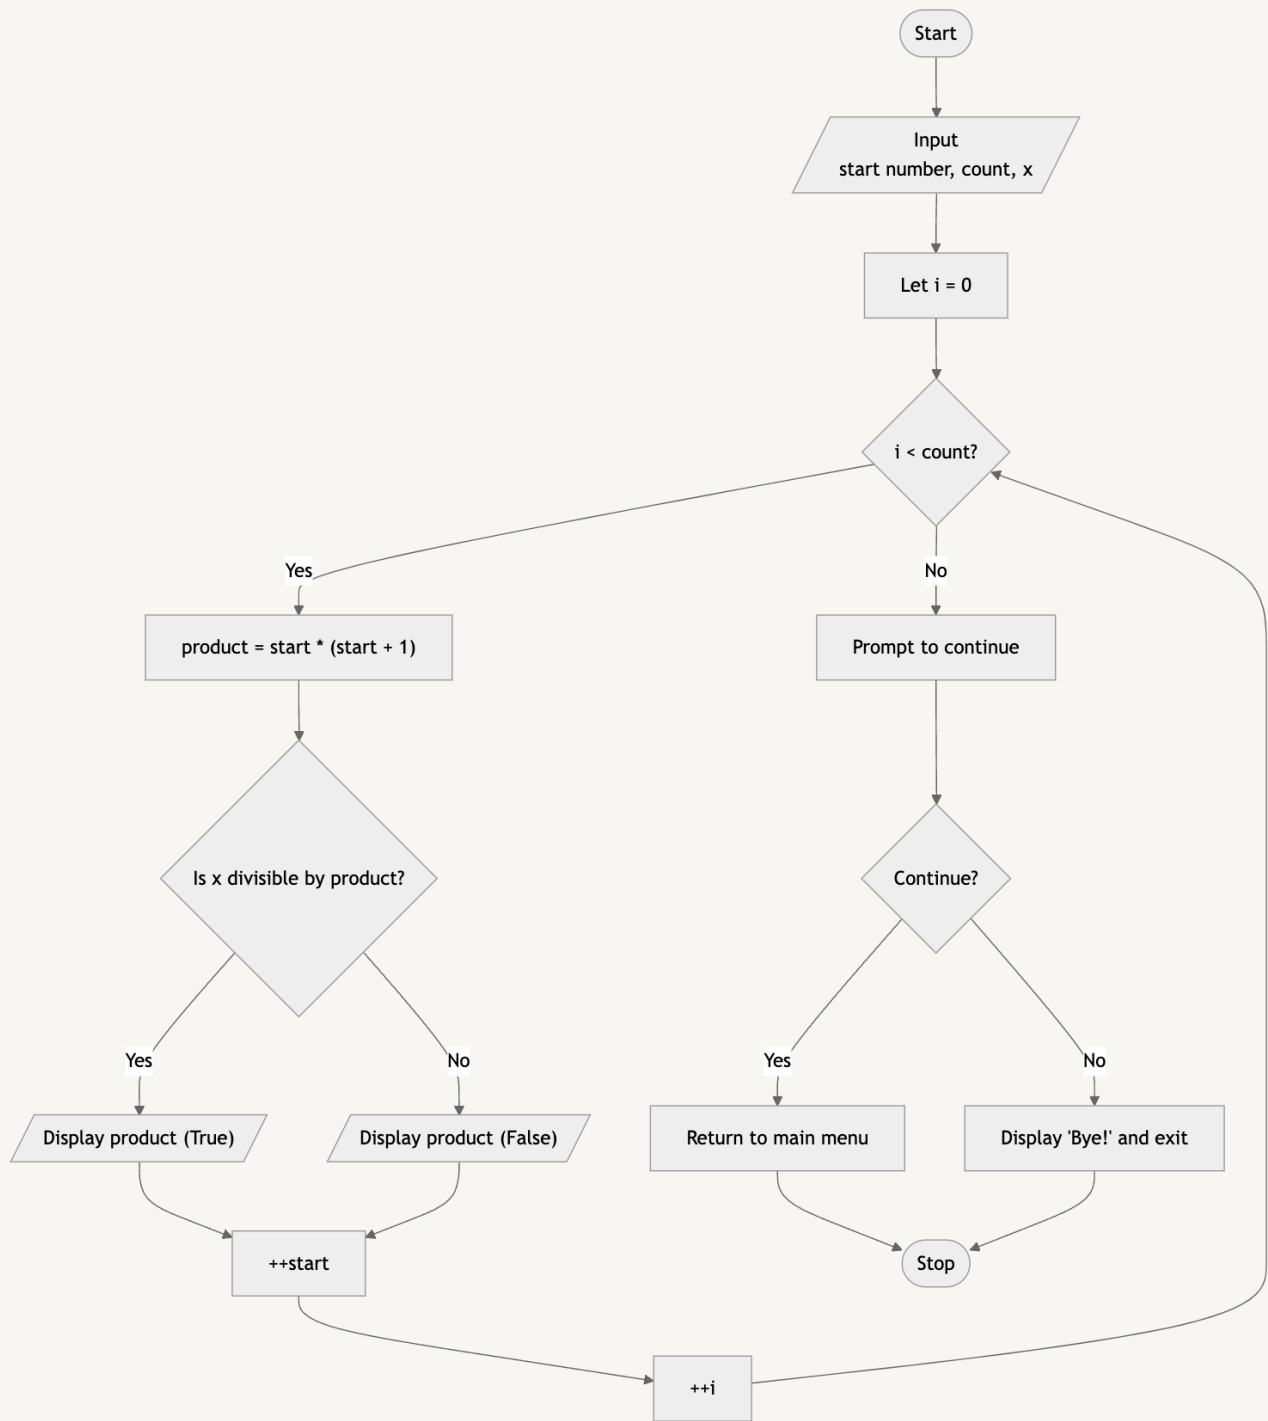 Start
Input
start number, count, x
Let i = 0
i < count?
Yes
No
product = start * (start + 1)
Prompt to continue
Is x divisible by product?
Continue?
Yes
No
Yes
No
Display product (True)
Display product (False)
Return to main menu
Display 'Bye!' and exit
++start
Stop
++i